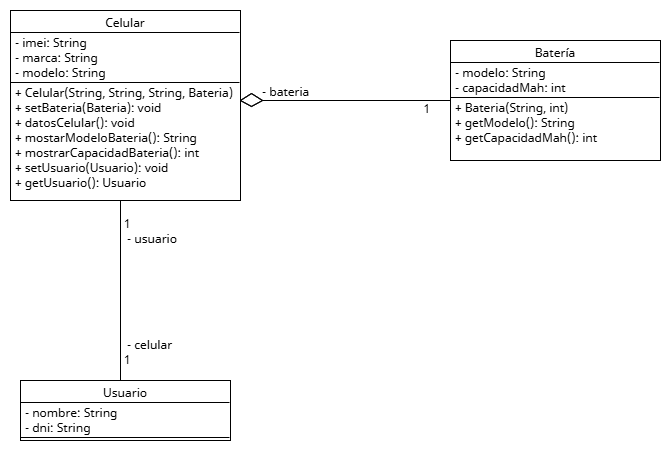 Celular
- imei: String
- marca: String
- modelo: String
+ Celular(String, String, String, Bateria)
+ setBateria(Bateria): void
+ datosCelular(): void
+ mostarModeloBateria(): String
+ mostrarCapacidadBateria(): int
+ setUsuario(Usuario): void
+ getUsuario(): Usuario
- bateria
1
Batería
- modelo: String
- capacidadMah: int
+ Bateria(String, int)
+ getModelo(): String
+ getCapacidadMah(): int
1
- usuario
- celular
1
Usuario
- nombre: String
- dni: String